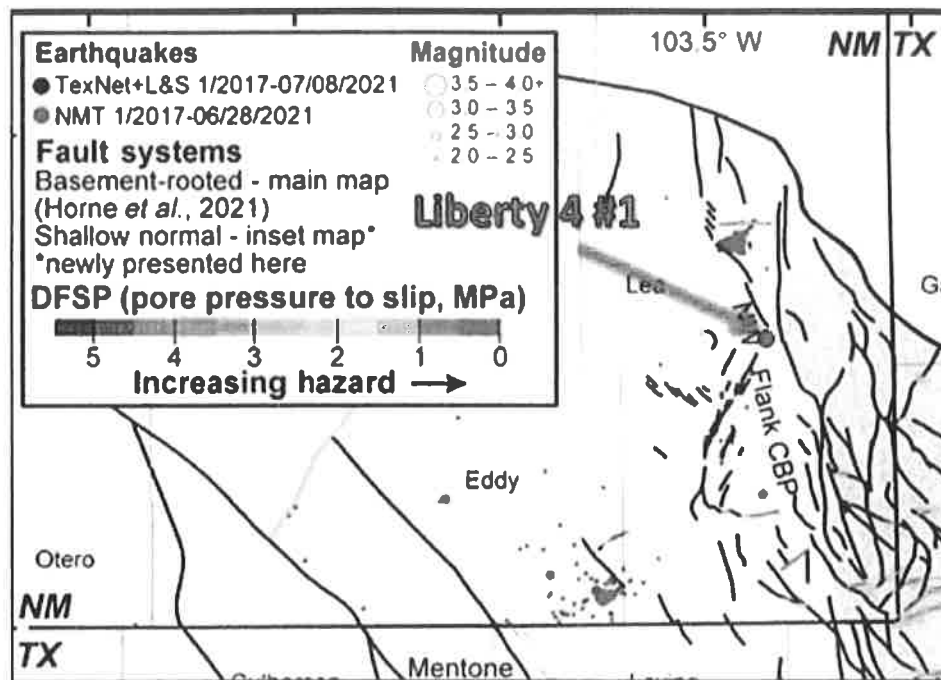 Earthquakes
TexNet+L&S 1/2017-07/08/2021
NMT 1/2017-06/28/2021
Fault systems
Basement-rooted - main map
(Horne et al., 2021)
Shallow normal - inset map*
*newly presented here
Magnitude
3.5 – 4.0+
3.0 – 3.5
2.5 – 3.0
2.0 – 2.5
DFSP (pore pressure to slip, MPa)
5 4 3 2 1 0
Increasing hazard →
103.5° W
NM TX
Liberty 4 #1
Lea
NW Flank CBP
Eddy
Otero
NM
TX
Mentone